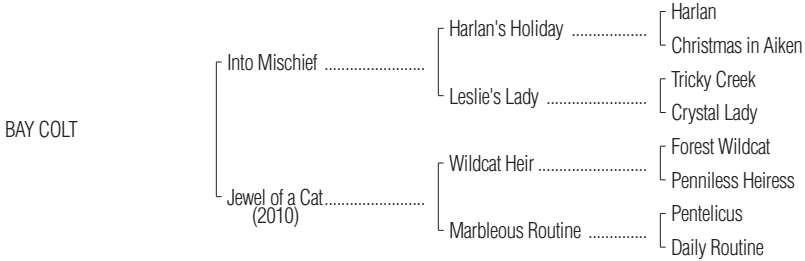 Harlan
Harlan's Holiday ..................
Christmas in Aiken
Into Mischief ........................
Tricky Creek
Leslie's Lady ........................
Crystal Lady
BAY COLT
Forest Wildcat
Wildcat Heir ..........................
Penniless Heiress
Jewel of a Cat ........................
(2010)
Pentelicus
Marbleous Routine ..............
Daily Routine